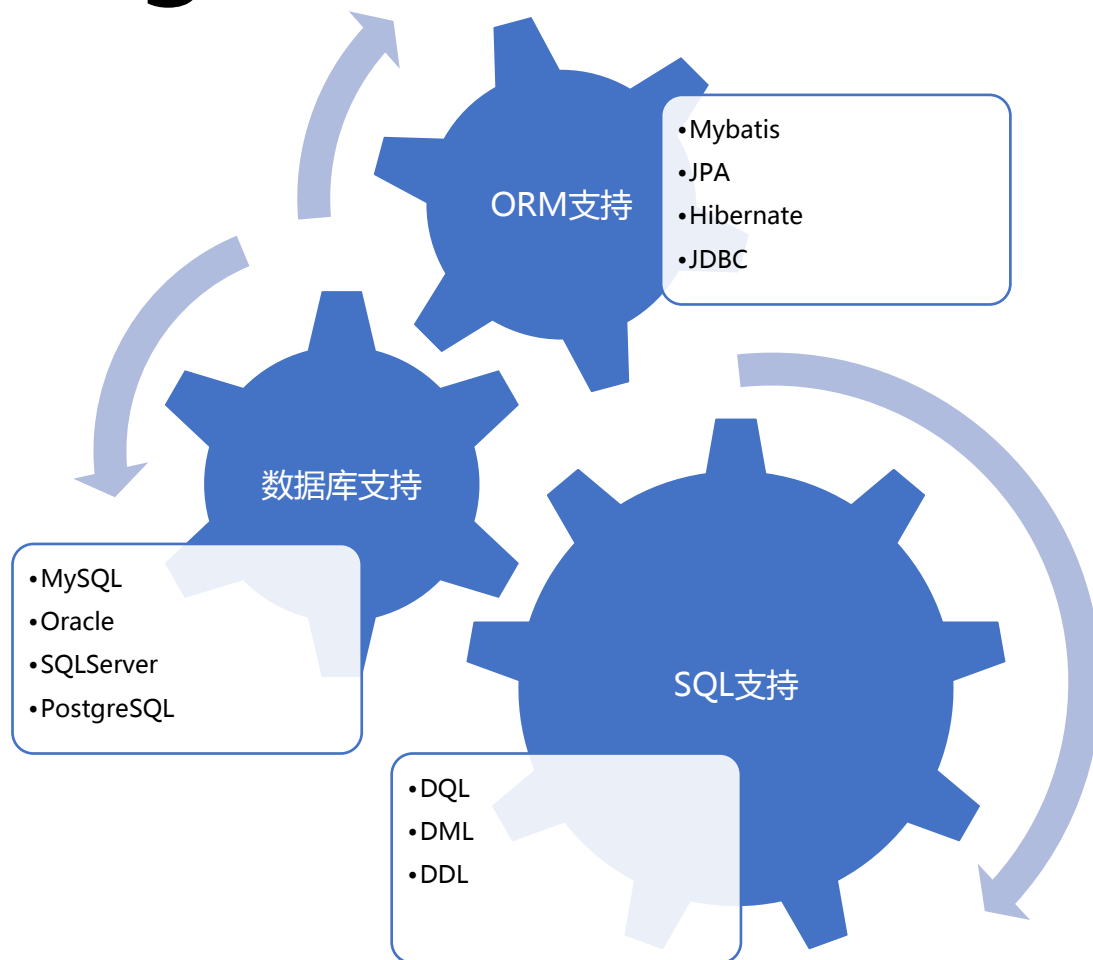 ORM支持
•Mybatis
•JPA
•Hibernate
•JDBC
数据库支持
•MySQL
•Oracle
•SQLServer
•PostgreSQL
SQL支持
•DQL
•DML
•DDL